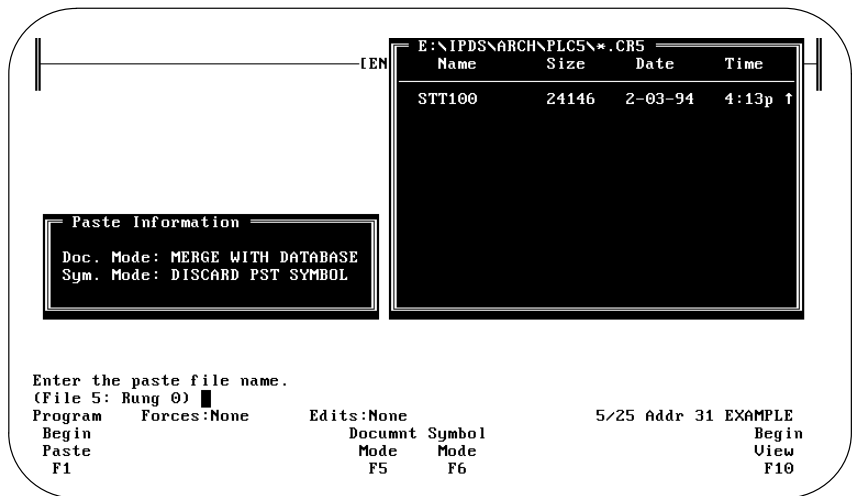 [EN
E:\IPDS\ARCH\PLC5\*.CR5
Name Size Date Time
STT100 24146 2-03-94 4:13p ↑
Paste Information
Doc. Mode: MERGE WITH DATABASE
Sym. Mode: DISCARD PST SYMBOL
Enter the paste file name.
(File 5: Rung 0)
Program Forces:None Edits:None 5/25 Addr 31 EXAMPLE
Begin Documnt Symbol Begin
Paste Mode Mode View
F1 F5 F6 F10